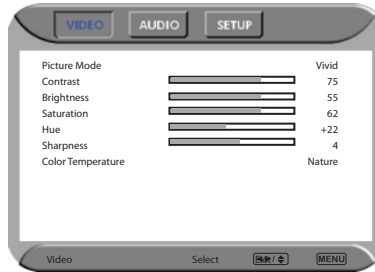 VIDEO AUDIO SETUP
Picture Mode Vivid
Contrast 75
Brightness 55
Saturation 62
Hue +22
Sharpness 4
Color Temperature Nature
Video Select MENU